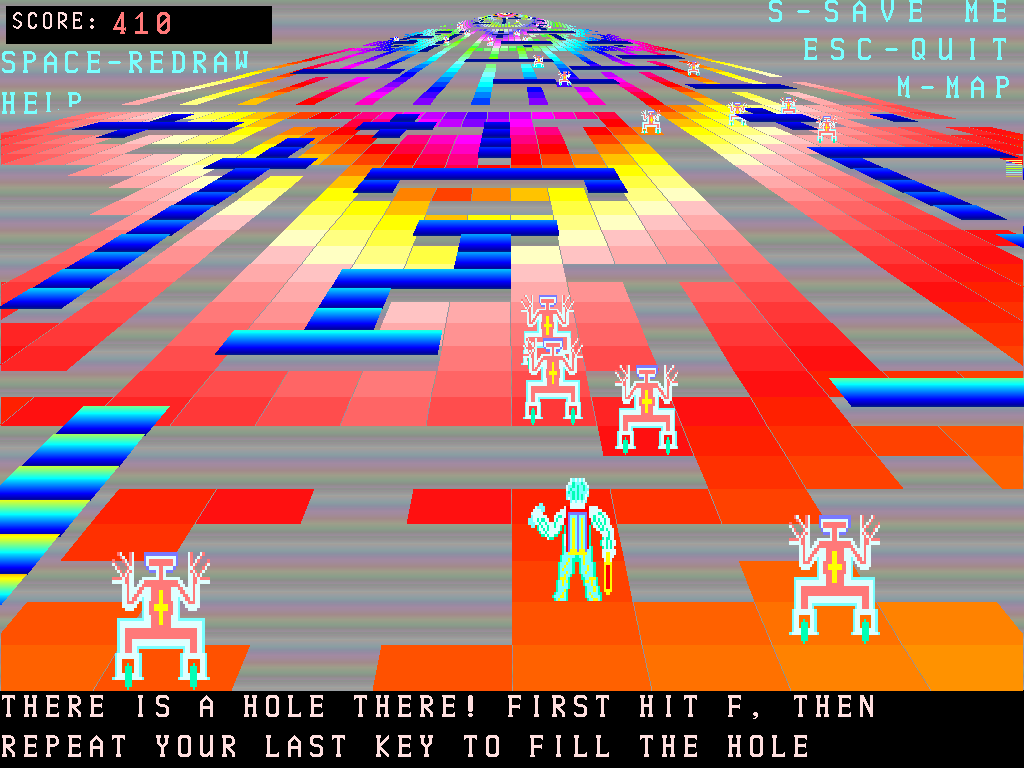 SCORE: 410
S-SAVE ME
SPACE-REDRAW
ESC-QUIT
HELP
M-MAP
THERE IS A HOLE THERE! FIRST HIT F, THEN
REPEAT YOUR LAST KEY TO FILL THE HOLE